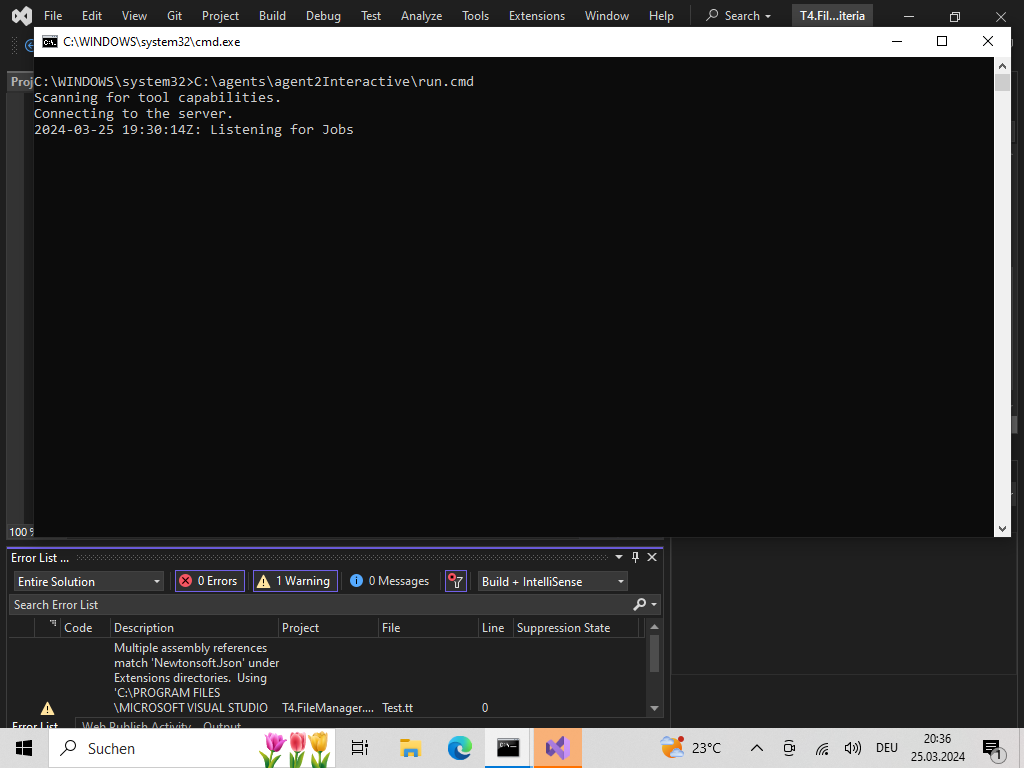 File Edit View Git Project Build Debug Test Analyze Tools Extensions Window Help Search T4.Fil...iteria
C:\WINDOWS\system32\cmd.exe
Proj
C:\WINDOWS\system32>C:\agents\agent2Interactive\run.cmd
Scanning for tool capabilities.
Connecting to the server.
2024-03-25 19:30:14Z: Listening for Jobs
100 %
Error List ...
Entire Solution 0 Errors 1 Warning 0 Messages Build + IntelliSense
Search Error List
Code Description Project File Line Suppression State
Multiple assembly references
match 'Newtonsoft.Json' under
Extensions directories. Using
'C:\PROGRAM FILES
\MICROSOFT VISUAL STUDIO T4.FileManager.... Test.tt 0
Error List Web Publish Activity Output
Suchen 23°C DEU 20:36
25.03.2024 1